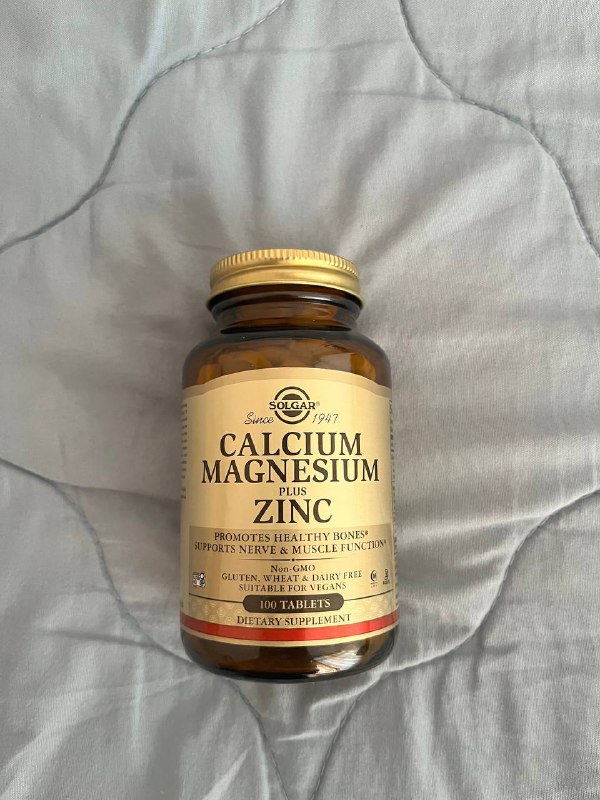 SOLGAR®
Since 1947
CALCIUM
MAGNESIUM
PLUS
ZINC
PROMOTES HEALTHY BONES*
SUPPORTS NERVE & MUSCLE FUNCTION*
Non-GMO
GLUTEN, WHEAT & DAIRY FREE
SUITABLE FOR VEGANS
100 TABLETS
DIETARY SUPPLEMENT